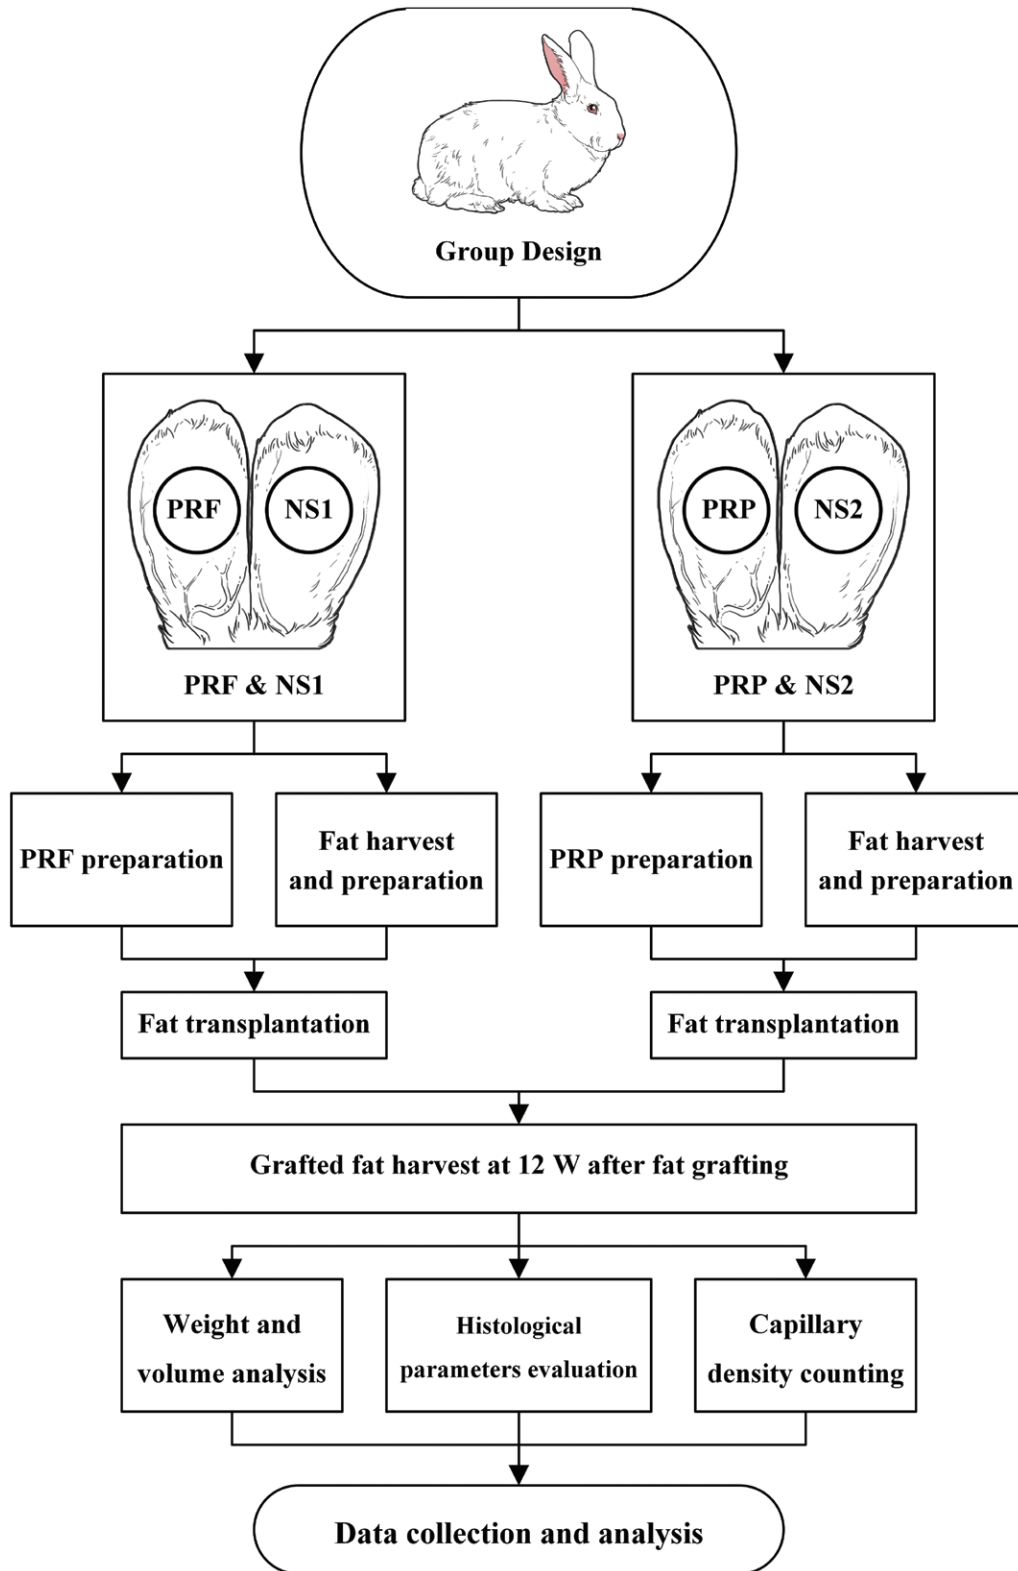 Group Design
PRF
NS1
PRF & NS1
PRP
NS2
PRP & NS2
PRF preparation
Fat harvest
and preparation
PRP preparation
Fat harvest
and preparation
Fat transplantation
Fat transplantation
Grafted fat harvest at 12 W after fat grafting
Weight and
volume analysis
Histological
parameters evaluation
Capillary
density counting
Data collection and analysis